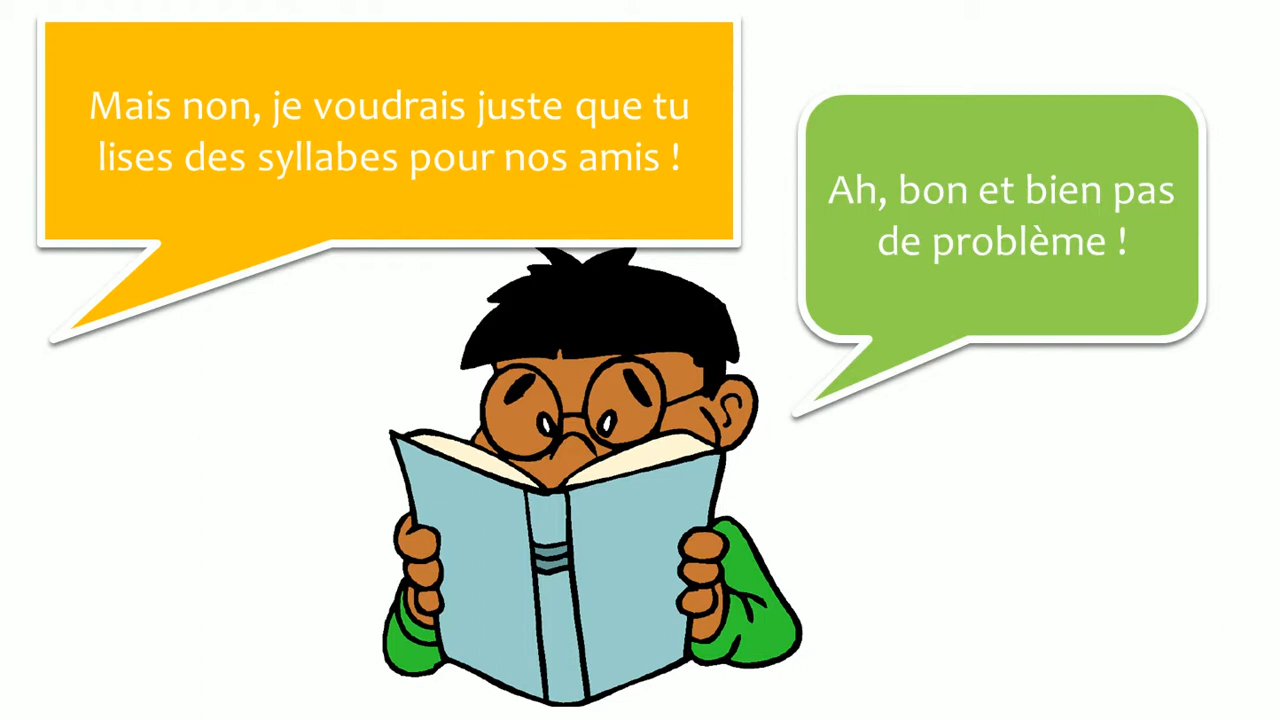 Mais non, je voudrais juste que tu
lises des syllabes pour nos amis !
Ah, bon et bien pas
de problème !